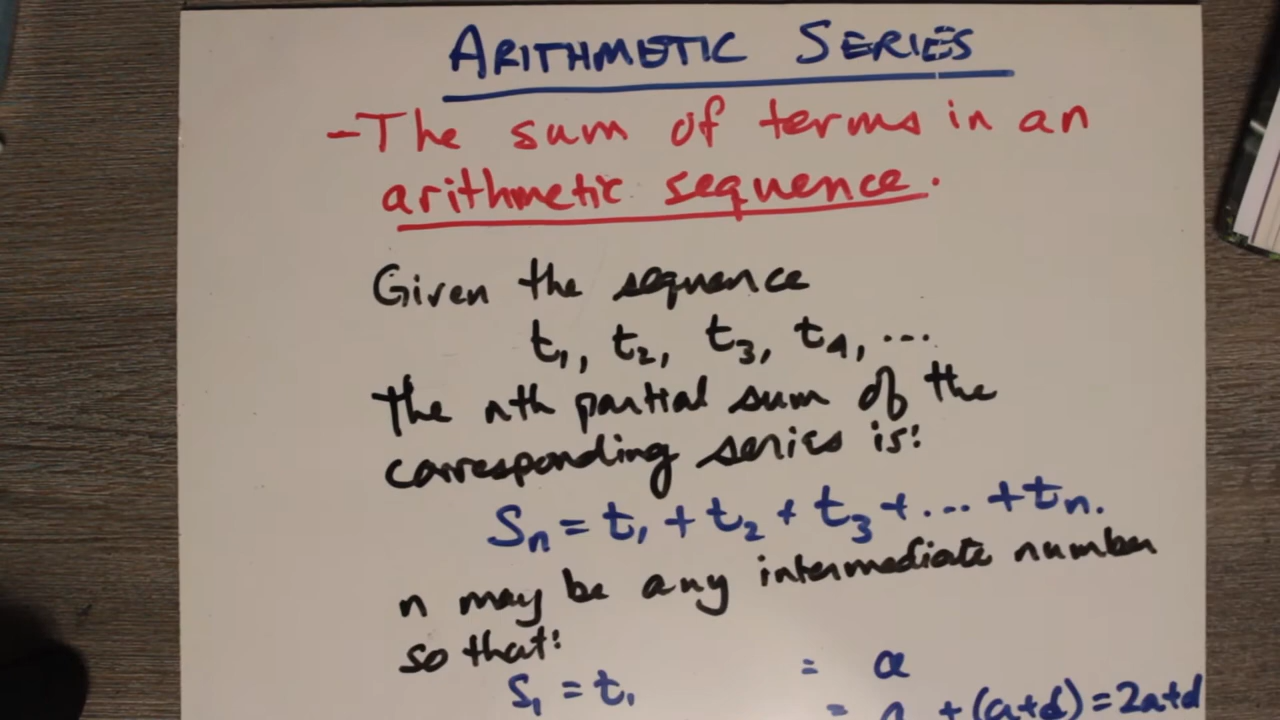 ARITHMETIC SERIES
-The sum of terms in an
arithmetic sequence.
Given the sequence
t₁, t₂, t₃, t₄, ...
The nth partial sum of the
corresponding series is:
Sₙ = t₁ + t₂ + t₃ + ... + tₙ.
n may be any intermediate number
so that:
S₁ = t₁ = a
= a + (a+d) = 2a+d